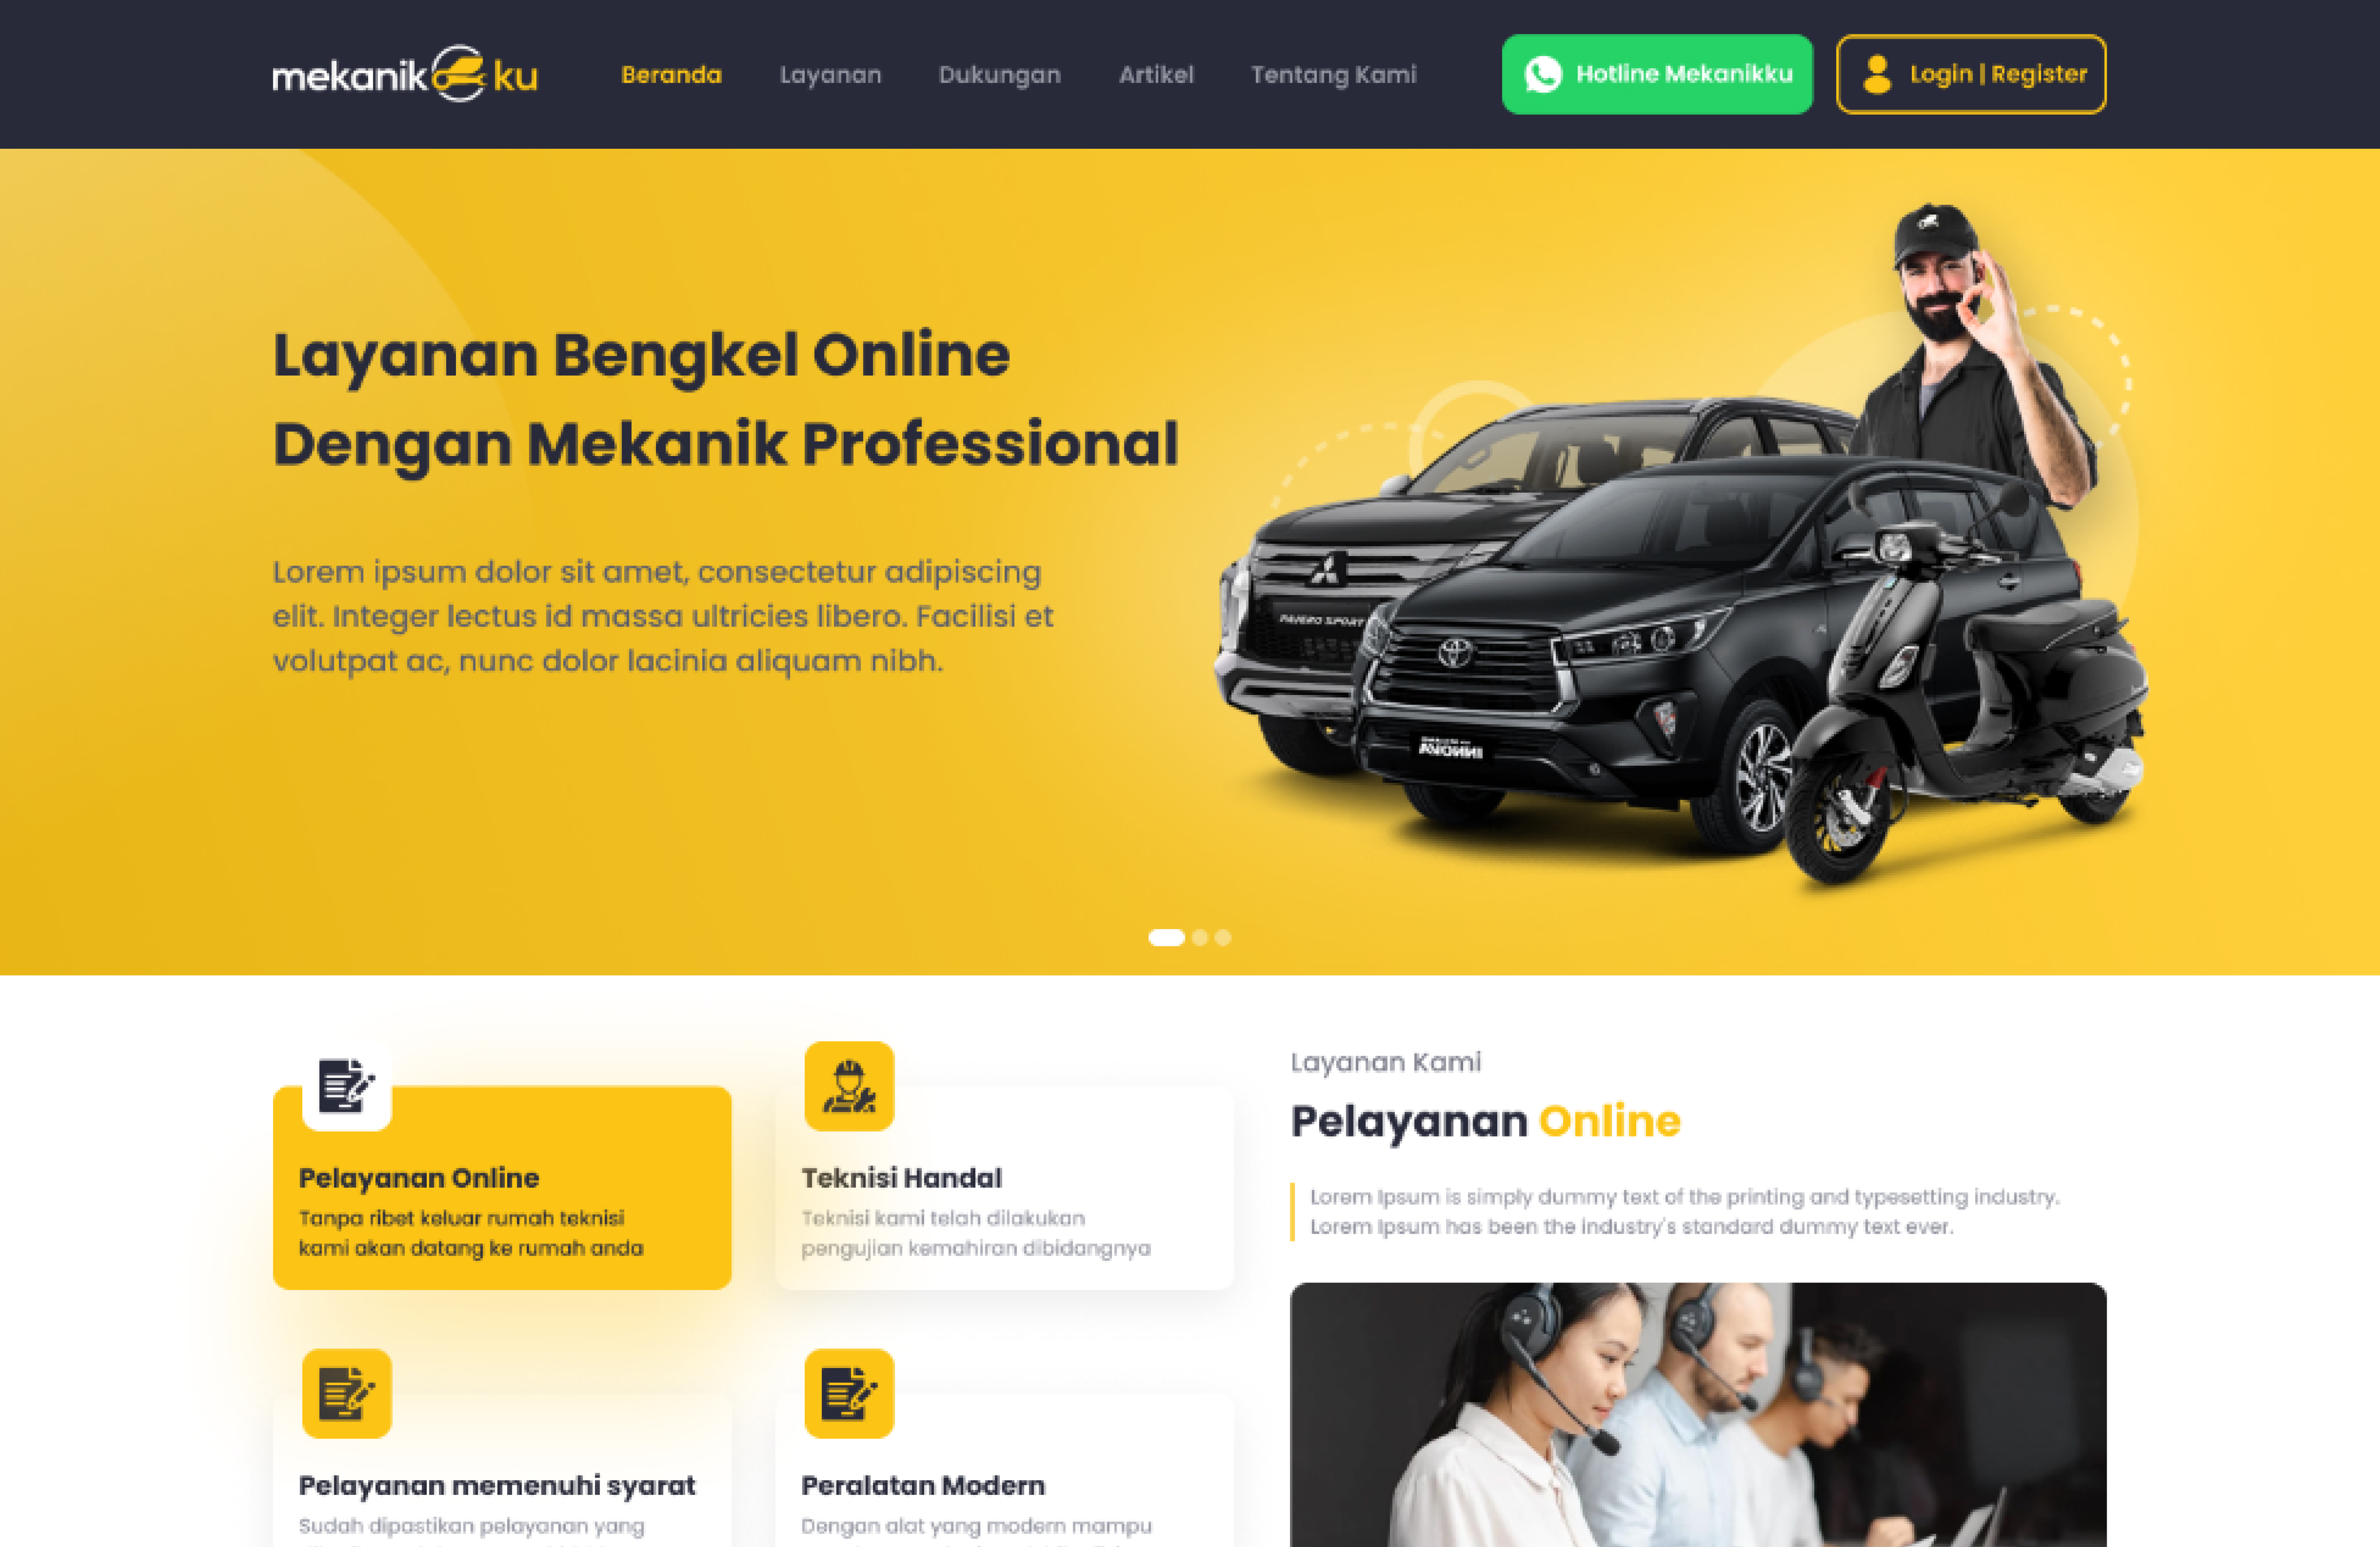 mekanik ku
Beranda
Layanan
Dukungan
Artikel
Tentang Kami
Hotline Mekanikku
Login | Register
Layanan Bengkel Online
Dengan Mekanik Professional
Lorem ipsum dolor sit amet, consectetur adipiscing
elit. Integer lectus id massa ultricies libero. Facilisi et
volutpat ac, nunc dolor lacinia aliquam nibh.
PAJERO SPORT
Pelayanan Online
Tanpa ribet keluar rumah teknisi
kami akan datang ke rumah anda
Teknisi Handal
Teknisi kami telah dilakukan
pengujian kemahiran dibidangnya
Pelayanan memenuhi syarat
Sudah dipastikan pelayanan yang
Peralatan Modern
Dengan alat yang modern mampu
Layanan Kami
Pelayanan Online
Lorem Ipsum is simply dummy text of the printing and typesetting industry.
Lorem Ipsum has been the industry's standard dummy text ever.